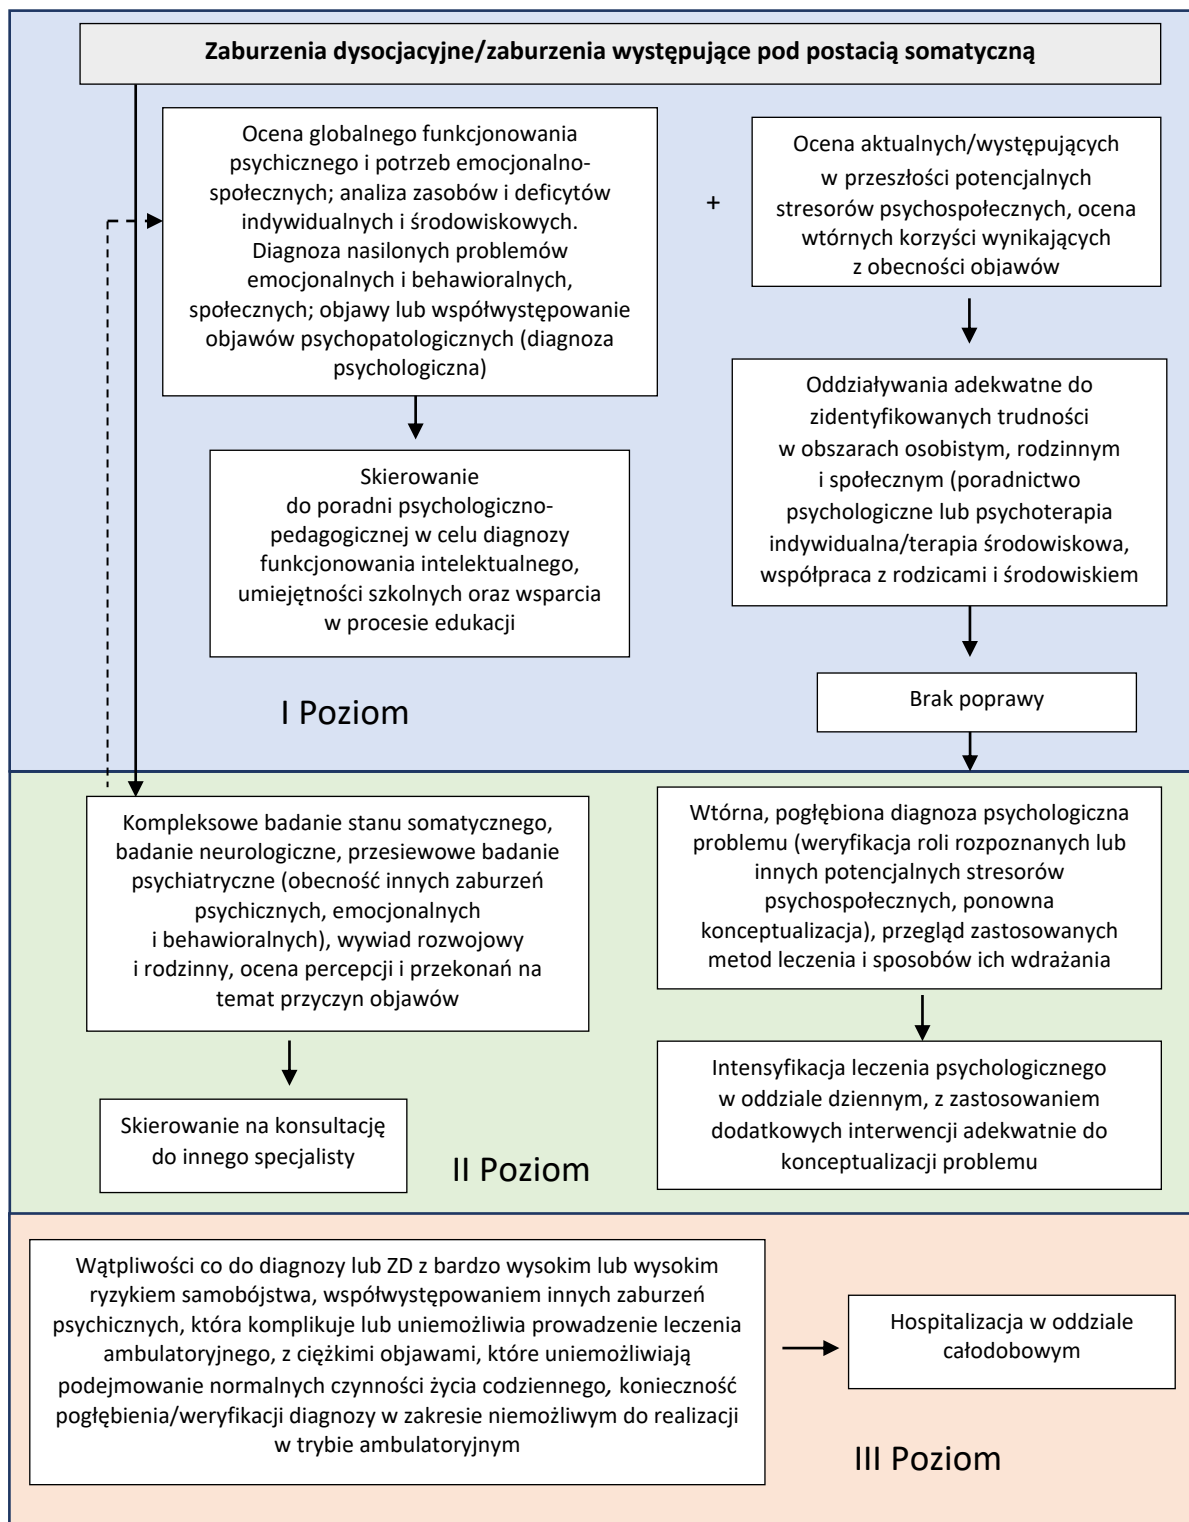 Zaburzenia dysocjacyjne/zaburzenia występujące pod postacią somatyczną
Ocena globalnego funkcjonowania
psychicznego i potrzeb emocjonalno-
społecznych; analiza zasobów i deficytów
indywidualnych i środowiskowych.
Diagnoza nasilonych problemów
emocjonalnych i behawioralnych,
społecznych; objawy lub współwystępowanie
objawów psychopatologicznych (diagnoza
psychologiczna)
+
Ocena aktualnych/występujących
w przeszłości potencjalnych
stresorów psychospołecznych, ocena
wtórnych korzyści wynikających
z obecności objawów
Skierowanie
do poradni psychologiczno-
pedagogicznej w celu diagnozy
funkcjonowania intelektualnego,
umiejętności szkolnych oraz wsparcia
w procesie edukacji
Oddziaływania adekwatne do
zidentyfikowanych trudności
w obszarach osobistym, rodzinnym
i społecznym (poradnictwo
psychologiczne lub psychoterapia
indywidualna/terapia środowiskowa,
współpraca z rodzicami i środowiskiem
Brak poprawy
I Poziom
Kompleksowe badanie stanu somatycznego,
badanie neurologiczne, przesiewowe badanie
psychiatryczne (obecność innych zaburzeń
psychicznych, emocjonalnych
i behawioralnych), wywiad rozwojowy
i rodzinny, ocena percepcji i przekonań na
temat przyczyn objawów
Skierowanie na konsultację
do innego specjalisty
Wtórna, pogłębiona diagnoza psychologiczna
problemu (weryfikacja roli rozpoznanych lub
innych potencjalnych stresorów
psychospołecznych, ponowna
konceptualizacja), przegląd zastosowanych
metod leczenia i sposobów ich wdrażania
Intensyfikacja leczenia psychologicznego
w oddziale dziennym, z zastosowaniem
dodatkowych interwencji adekwatnie do
konceptualizacji problemu
II Poziom
Wątpliwości co do diagnozy lub ZD z bardzo wysokim lub wysokim
ryzykiem samobójstwa, współwystępowaniem innych zaburzeń
psychicznych, która komplikuje lub uniemożliwia prowadzenie leczenia
ambulatoryjnego, z ciężkimi objawami, które uniemożliwiają
podejmowanie normalnych czynności życia codziennego, konieczność
pogłębienia/weryfikacji diagnozy w zakresie niemożliwym do realizacji
w trybie ambulatoryjnym
Hospitalizacja w oddziale
całodobowym
III Poziom